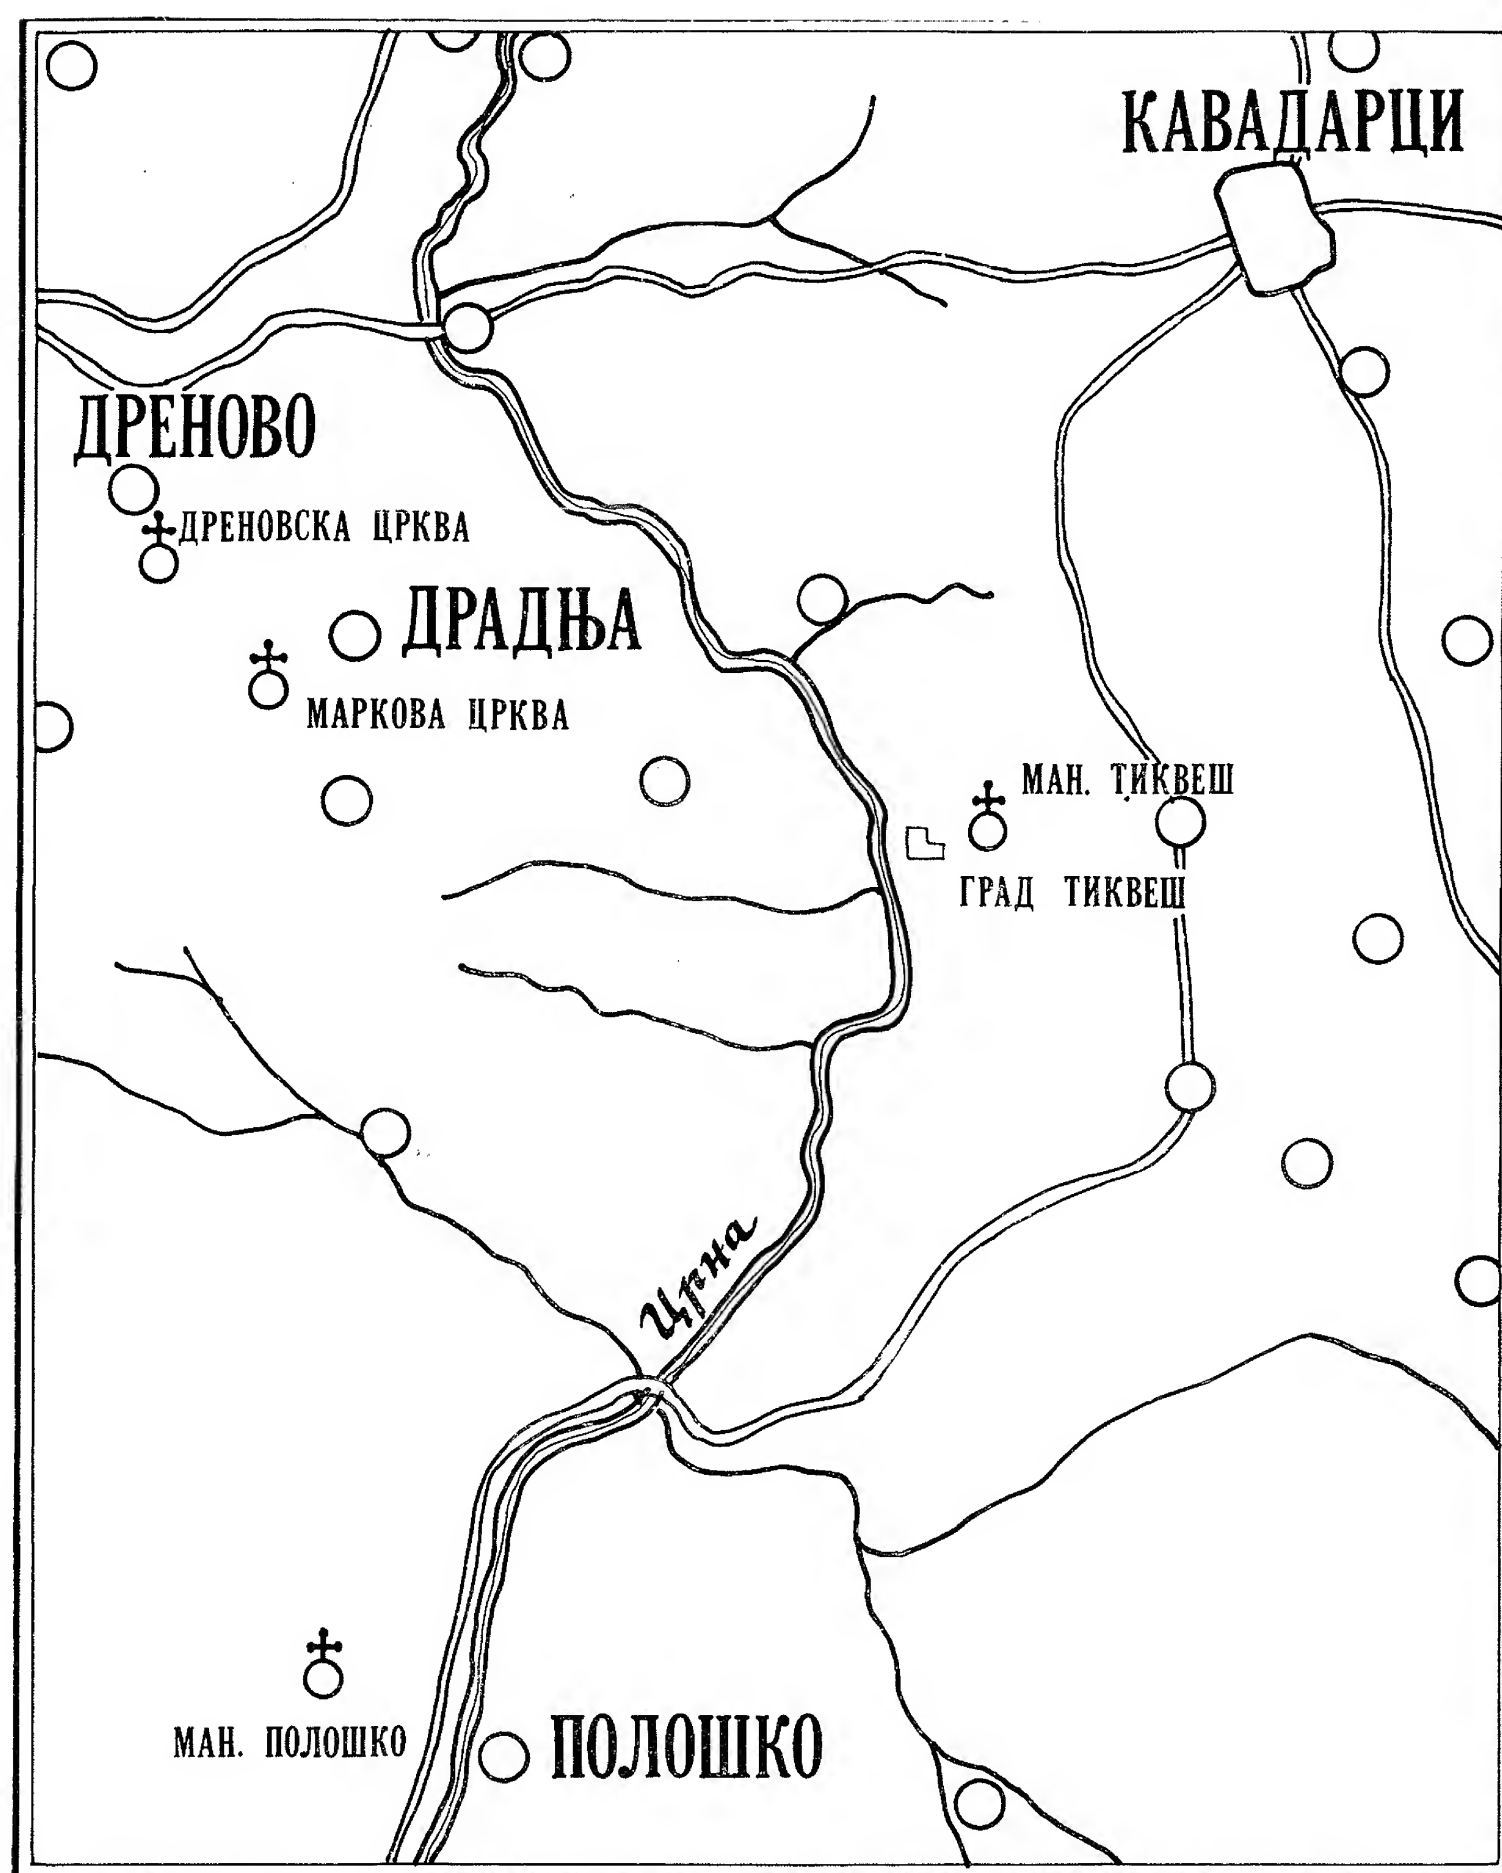 КАВАДАРЦИ
ДРЕНОВО
ДРЕНОВСКА ЦРКВА
ДРАДЊА
МАРКОВА ЦРКВА
МАН. ТИКВЕШ
ГРАД ТИКВЕШ
Црна
МАН. ПОЛОШКО
ПОЛОШКО